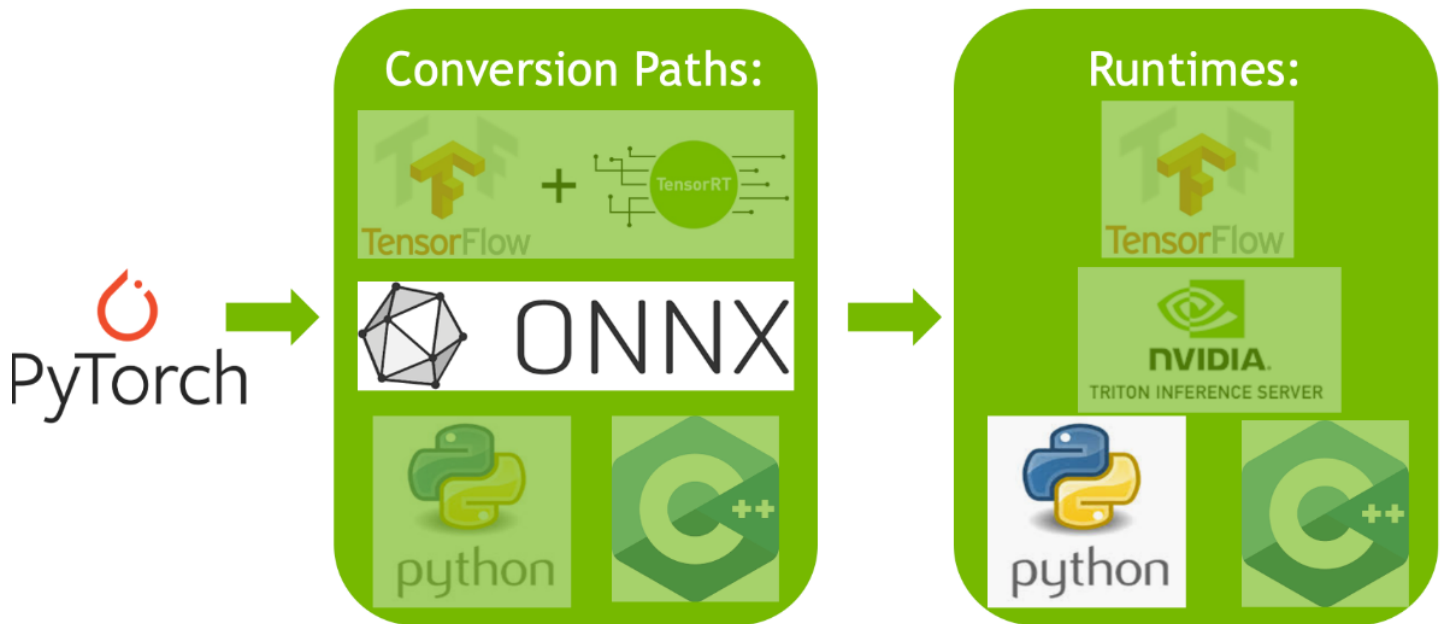 PyTorch
Conversion Paths:
TensorFlow
+
TensorRT
ONNX
python
C++
Runtimes:
TensorFlow
NVIDIA.
TRITON INFERENCE SERVER
python
C++